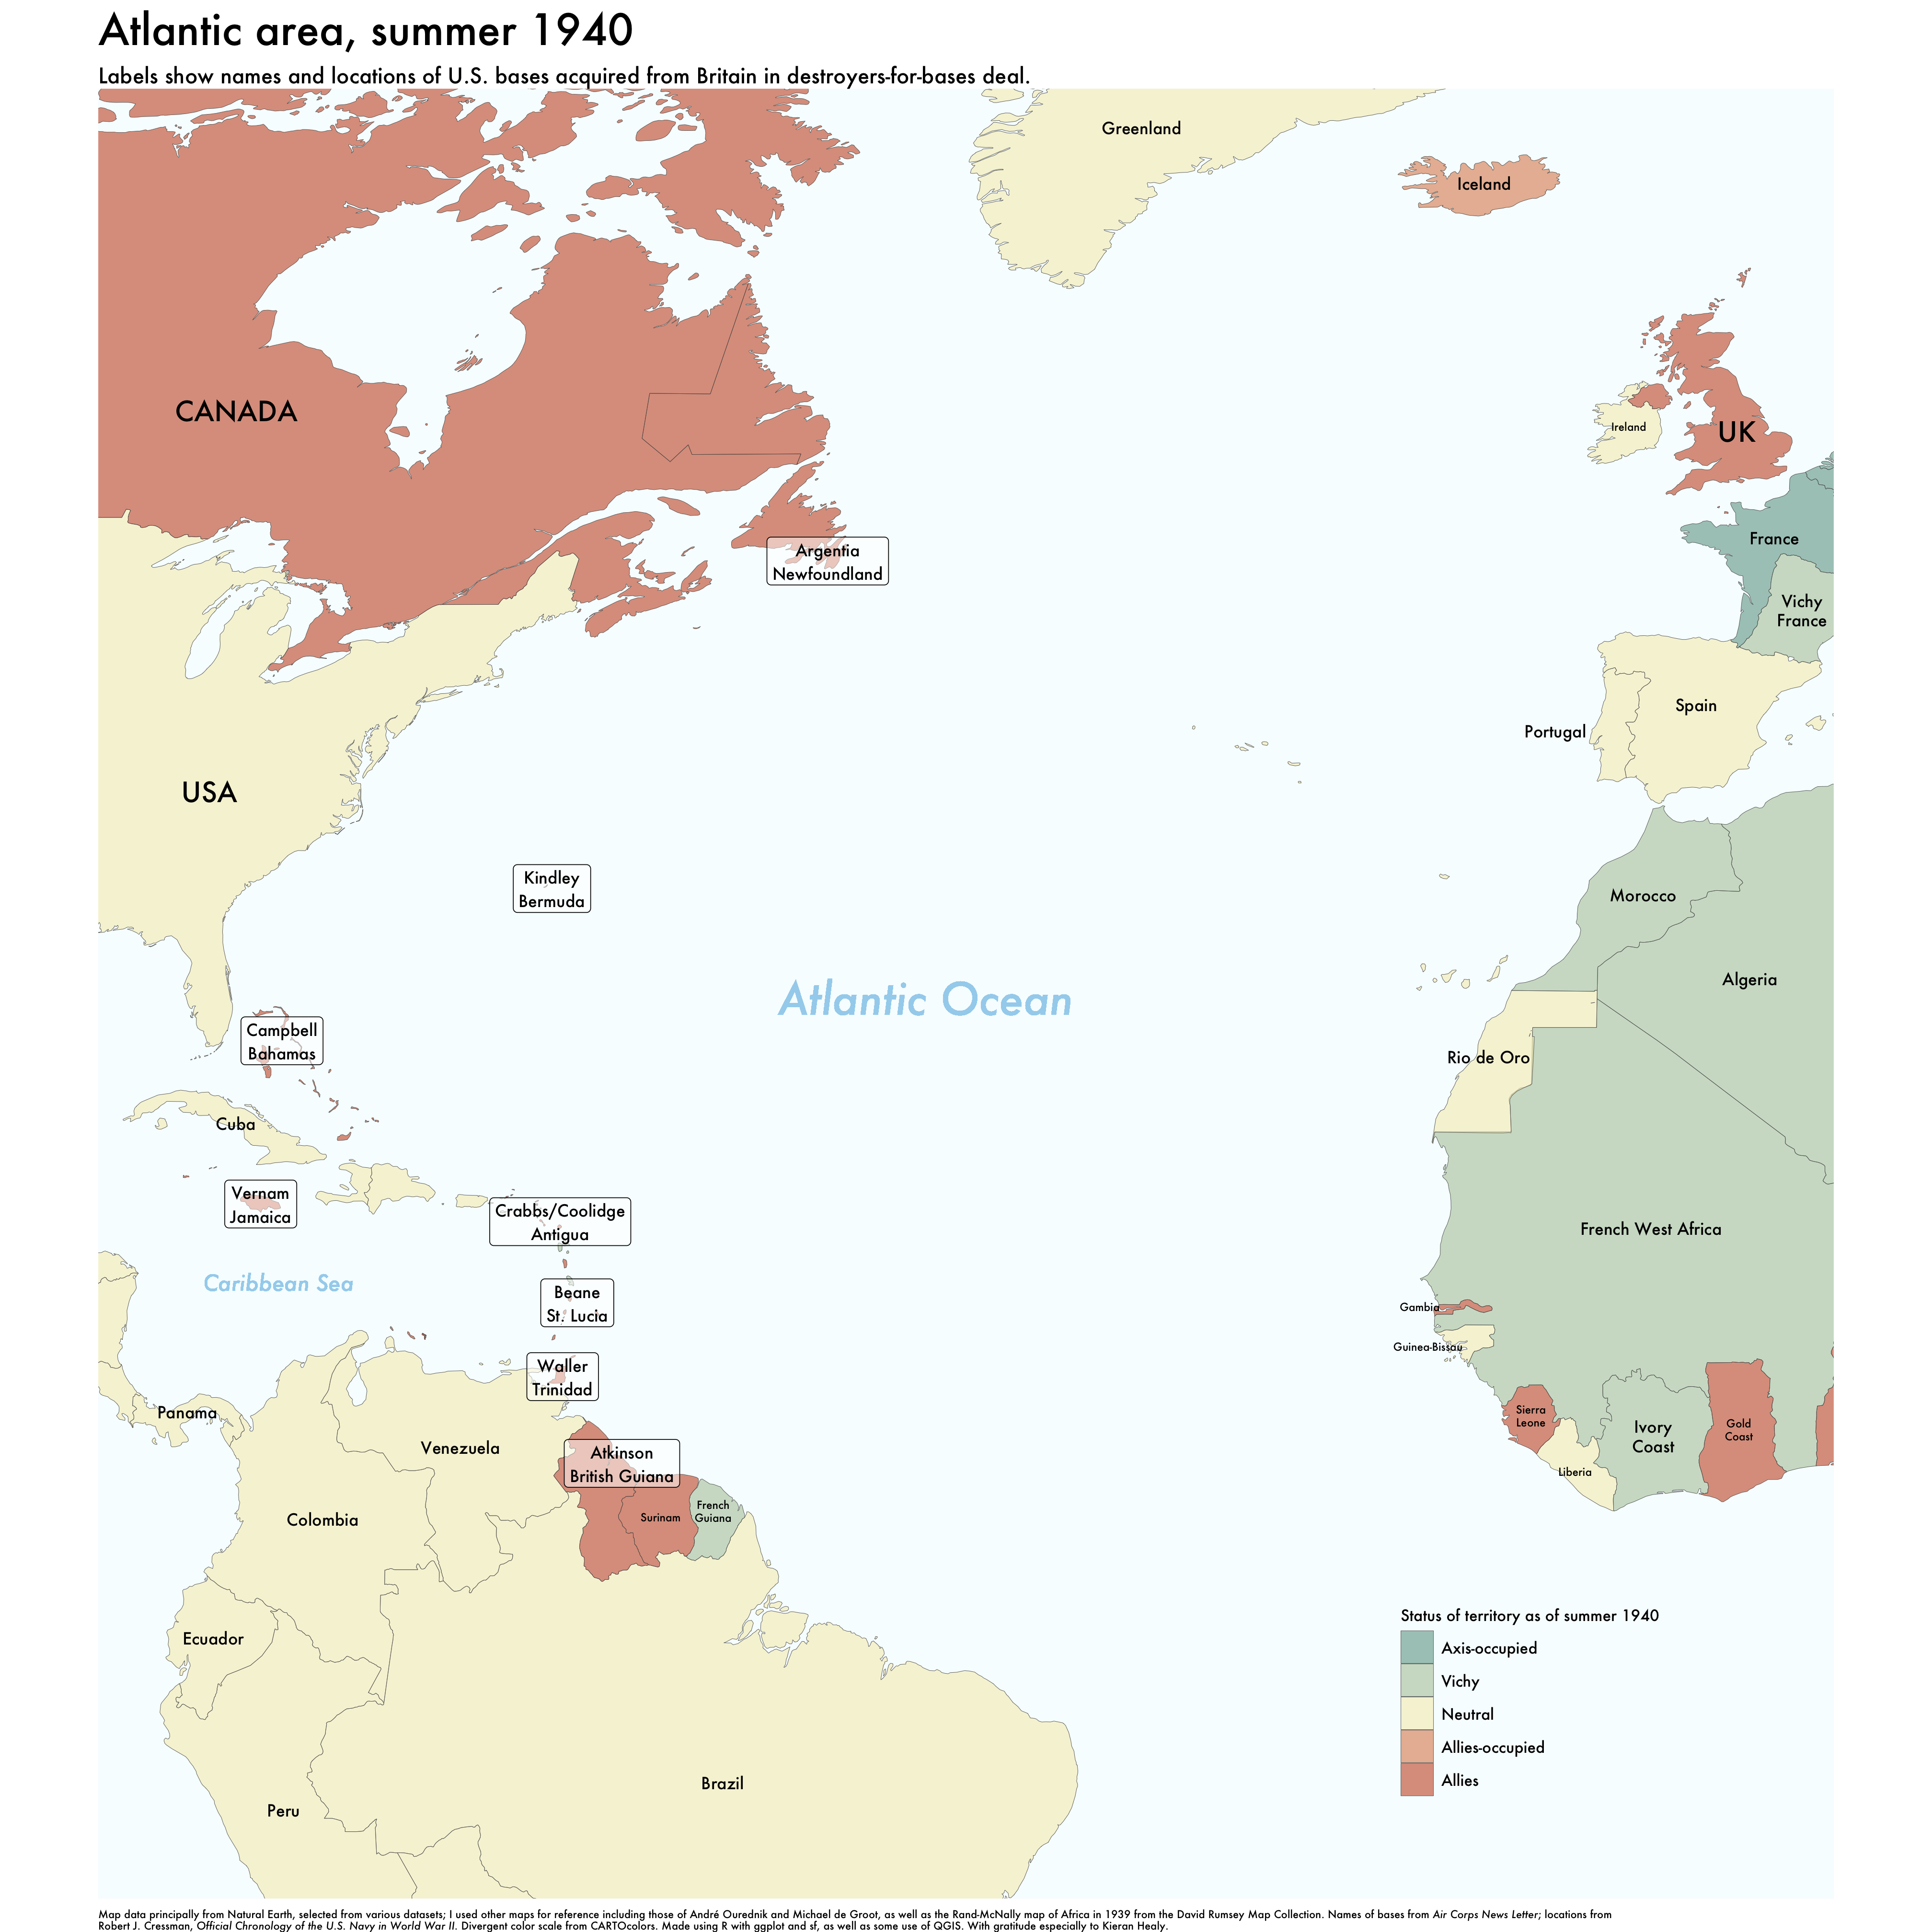 Atlantic area, summer 1940
Labels show names and locations of U.S. bases acquired from Britain in destroyers-for-bases deal.
Greenland
Iceland
CANADA
Ireland
UK
France
Argentia
Newfoundland
Vichy
France
Spain
Portugal
USA
Kindley
Bermuda
Morocco
Algeria
Atlantic Ocean
Campbell
Bahamas
Rio de Oro
Cuba
Vernam
Jamaica
Crabbs/Coolidge
Antigua
French West Africa
Caribbean Sea
Beane
St. Lucia
Gambia
Guinea-Bissau
Waller
Trinidad
Panama
Sierra
Leone
Ivory
Coast
Gold
Coast
Venezuela
Atkinson
British Guiana
Liberia
Colombia
Surinam
French
Guiana
Ecuador
Status of territory as of summer 1940
Axis-occupied
Vichy
Neutral
Allies-occupied
Allies
Brazil
Peru
Map data principally from Natural Earth, selected from various datasets; I used other maps for reference including those of André Ourednik and Michael de Groot, as well as the Rand-McNally map of Africa in 1939 from the David Rumsey Map Collection. Names of bases from Air Corps News Letter; locations from
Robert J. Cressman, Official Chronology of the U.S. Navy in World War II. Divergent color scale from CARTOcolors. Made using R with ggplot and sf, as well as some use of QGIS. With gratitude especially to Kieran Healy.